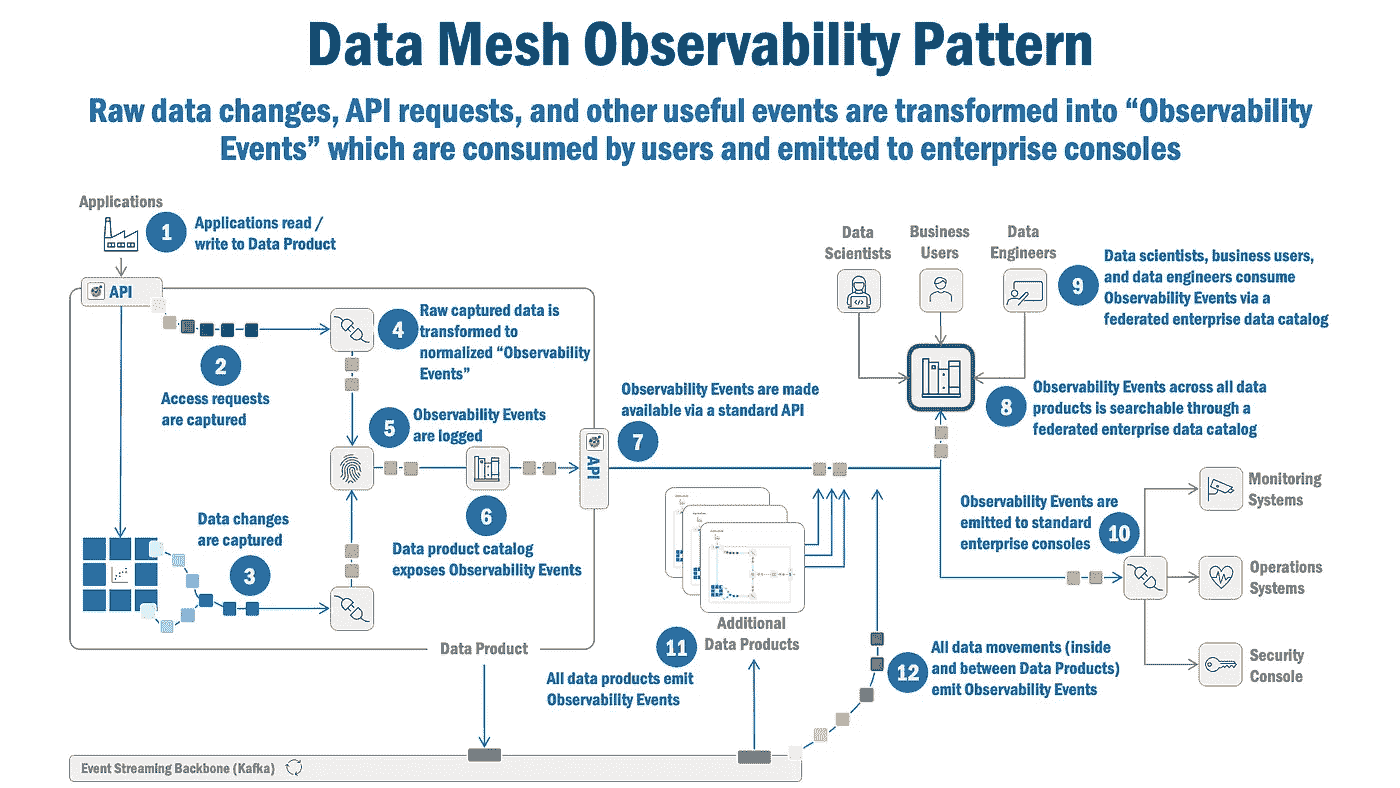 Data Mesh Observability Pattern
Raw data changes, API requests, and other useful events are transformed into “Observability
Events” which are consumed by users and emitted to enterprise consoles
Applications
1
Applications read /
write to Data Product
API
2
Access requests
are captured
3
Data changes
are captured
4
Raw captured data is
transformed to
normalized “Observability
Events”
5
Observability Events
are logged
6
Data product catalog
exposes Observability Events
Data Product
API
7
Observability Events are made
available via a standard API
Data
Scientists
Business
Users
Data
Engineers
9
Data scientists, business users,
and data engineers consume
Observability Events via a
federated enterprise data catalog
8
Observability Events across all data
products is searchable through a
federated enterprise data catalog
Observability Events are
emitted to standard
enterprise consoles
10
Monitoring
Systems
Operations
Systems
Security
Console
Additional
Data Products
11
All data products emit
Observability Events
12
All data movements (inside
and between Data Products)
emit Observability Events
Event Streaming Backbone (Kafka)